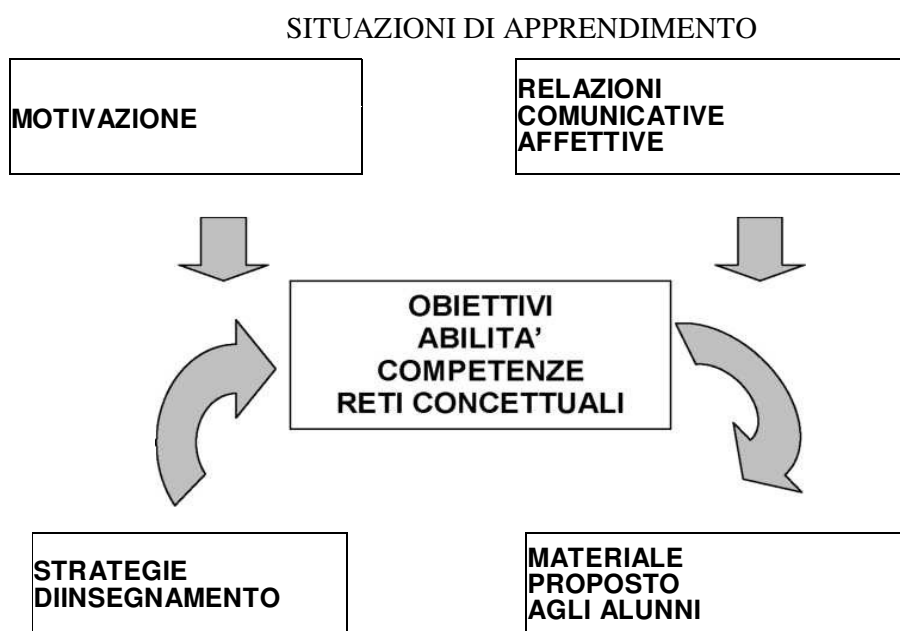 SITUAZIONI DI APPRENDIMENTO
MOTIVAZIONE
RELAZIONI
COMUNICATIVE
AFFETTIVE
OBIETTIVI
ABILITA’
COMPETENZE
RETI CONCETTUALI
STRATEGIE
DIINSEGNAMENTO
MATERIALE
PROPOSTO
AGLI ALUNNI